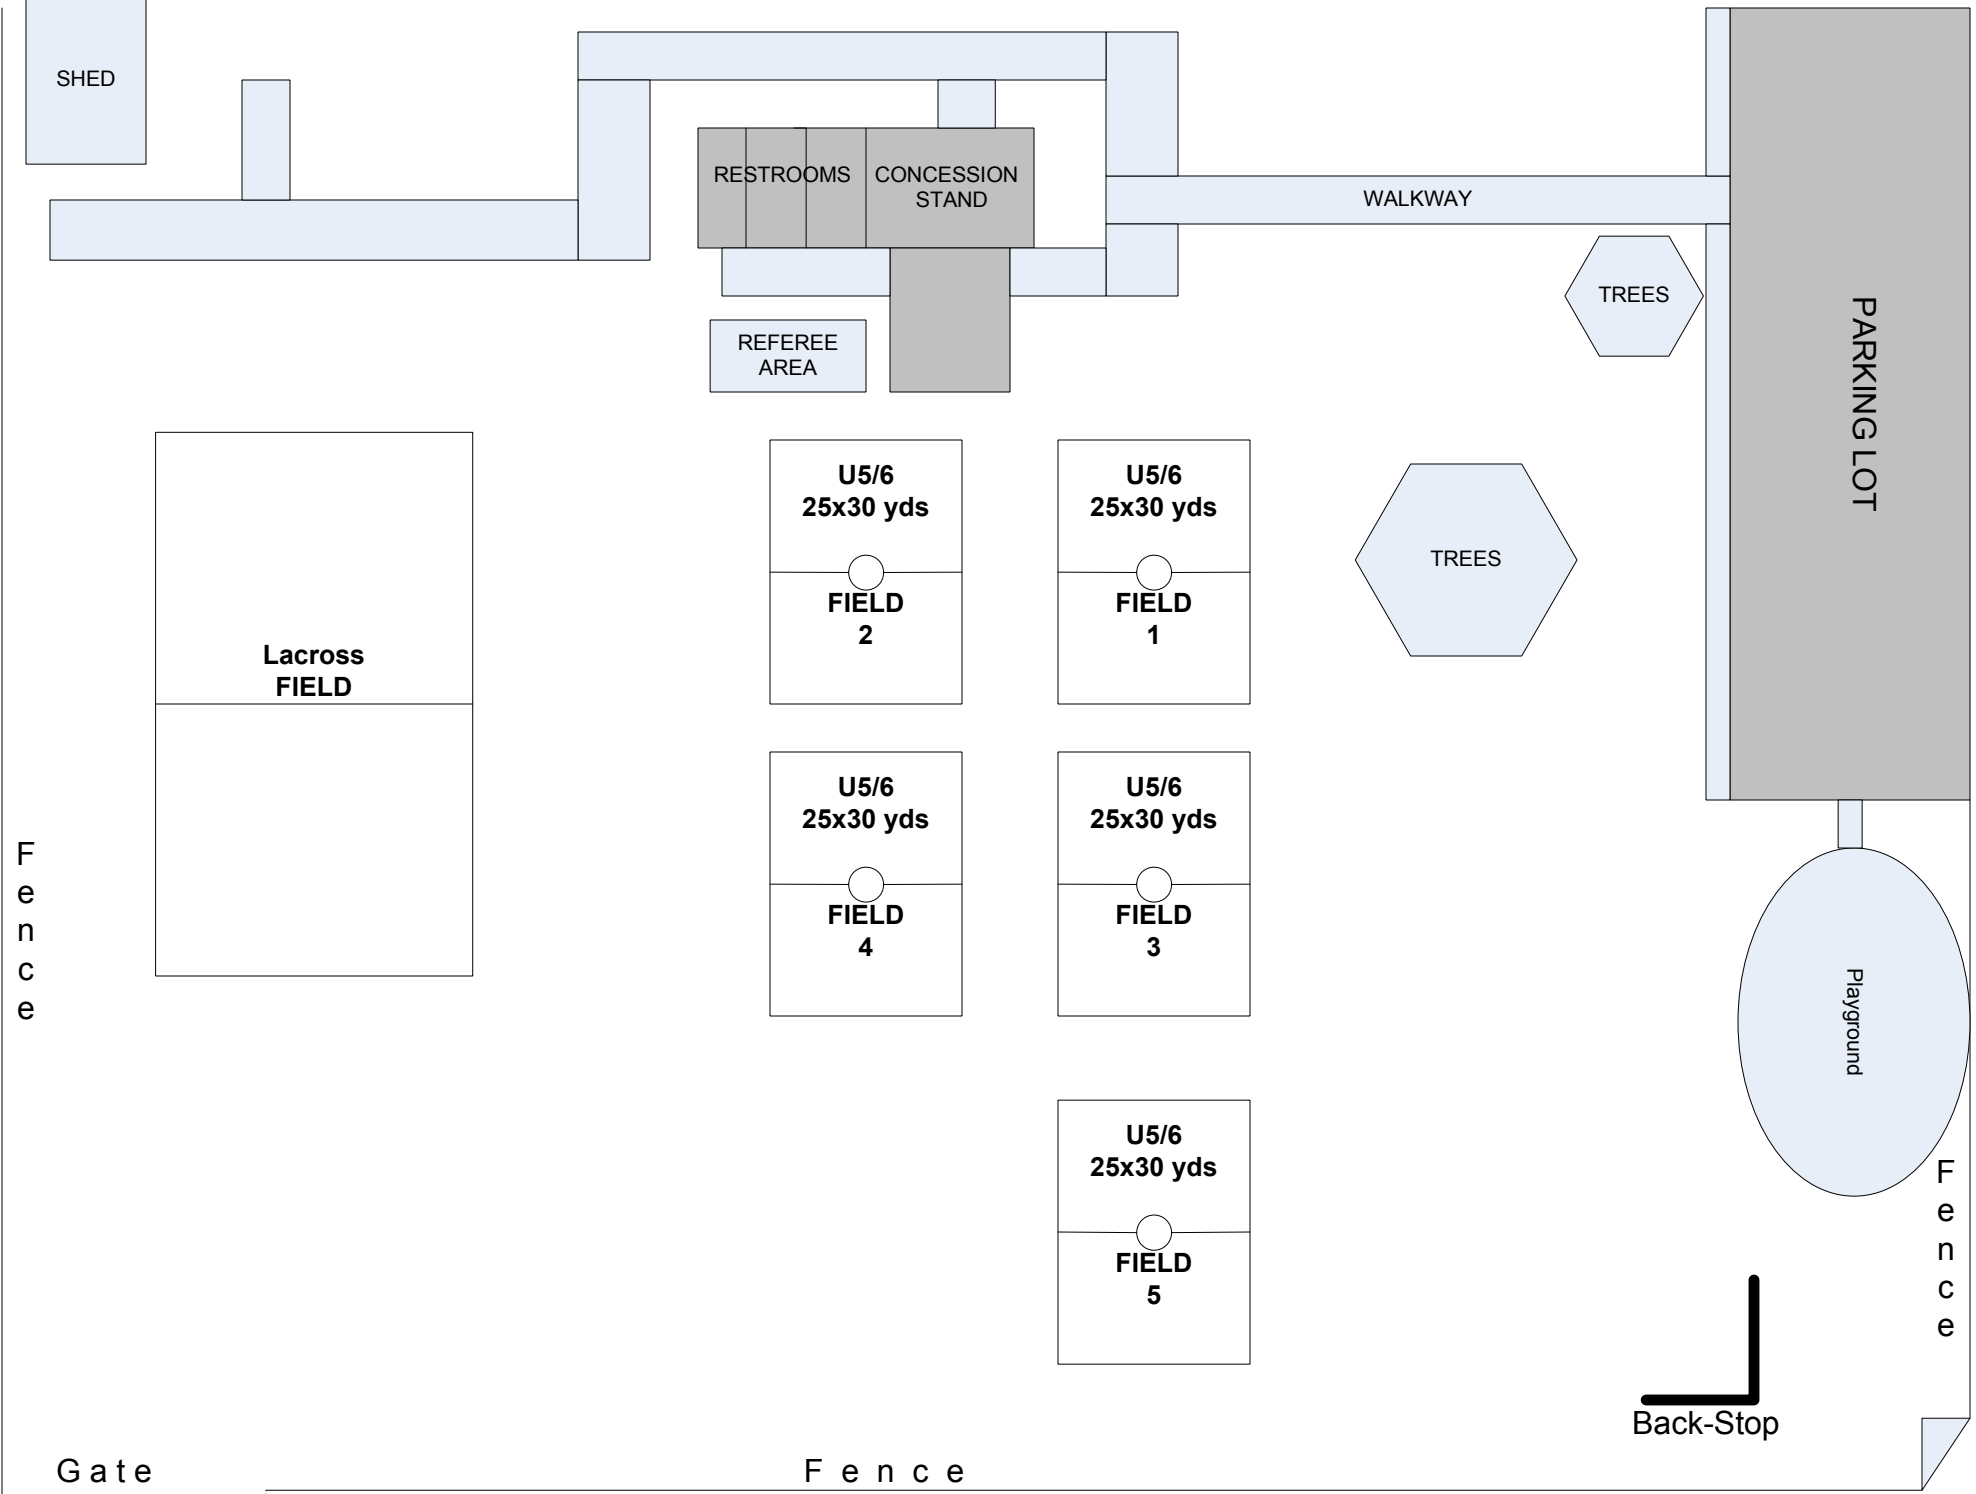 SHED
RESTROOMS
CONCESSION
STAND
WALKWAY
TREES
PARKING LOT
REFEREE
AREA
U5/6
25x30 yds
FIELD
2
U5/6
25x30 yds
FIELD
1
TREES
Lacross
FIELD
U5/6
25x30 yds
FIELD
4
U5/6
25x30 yds
FIELD
3
Fence
Playground
U5/6
25x30 yds
FIELD
5
Fence
Back-Stop
Gate
Fence